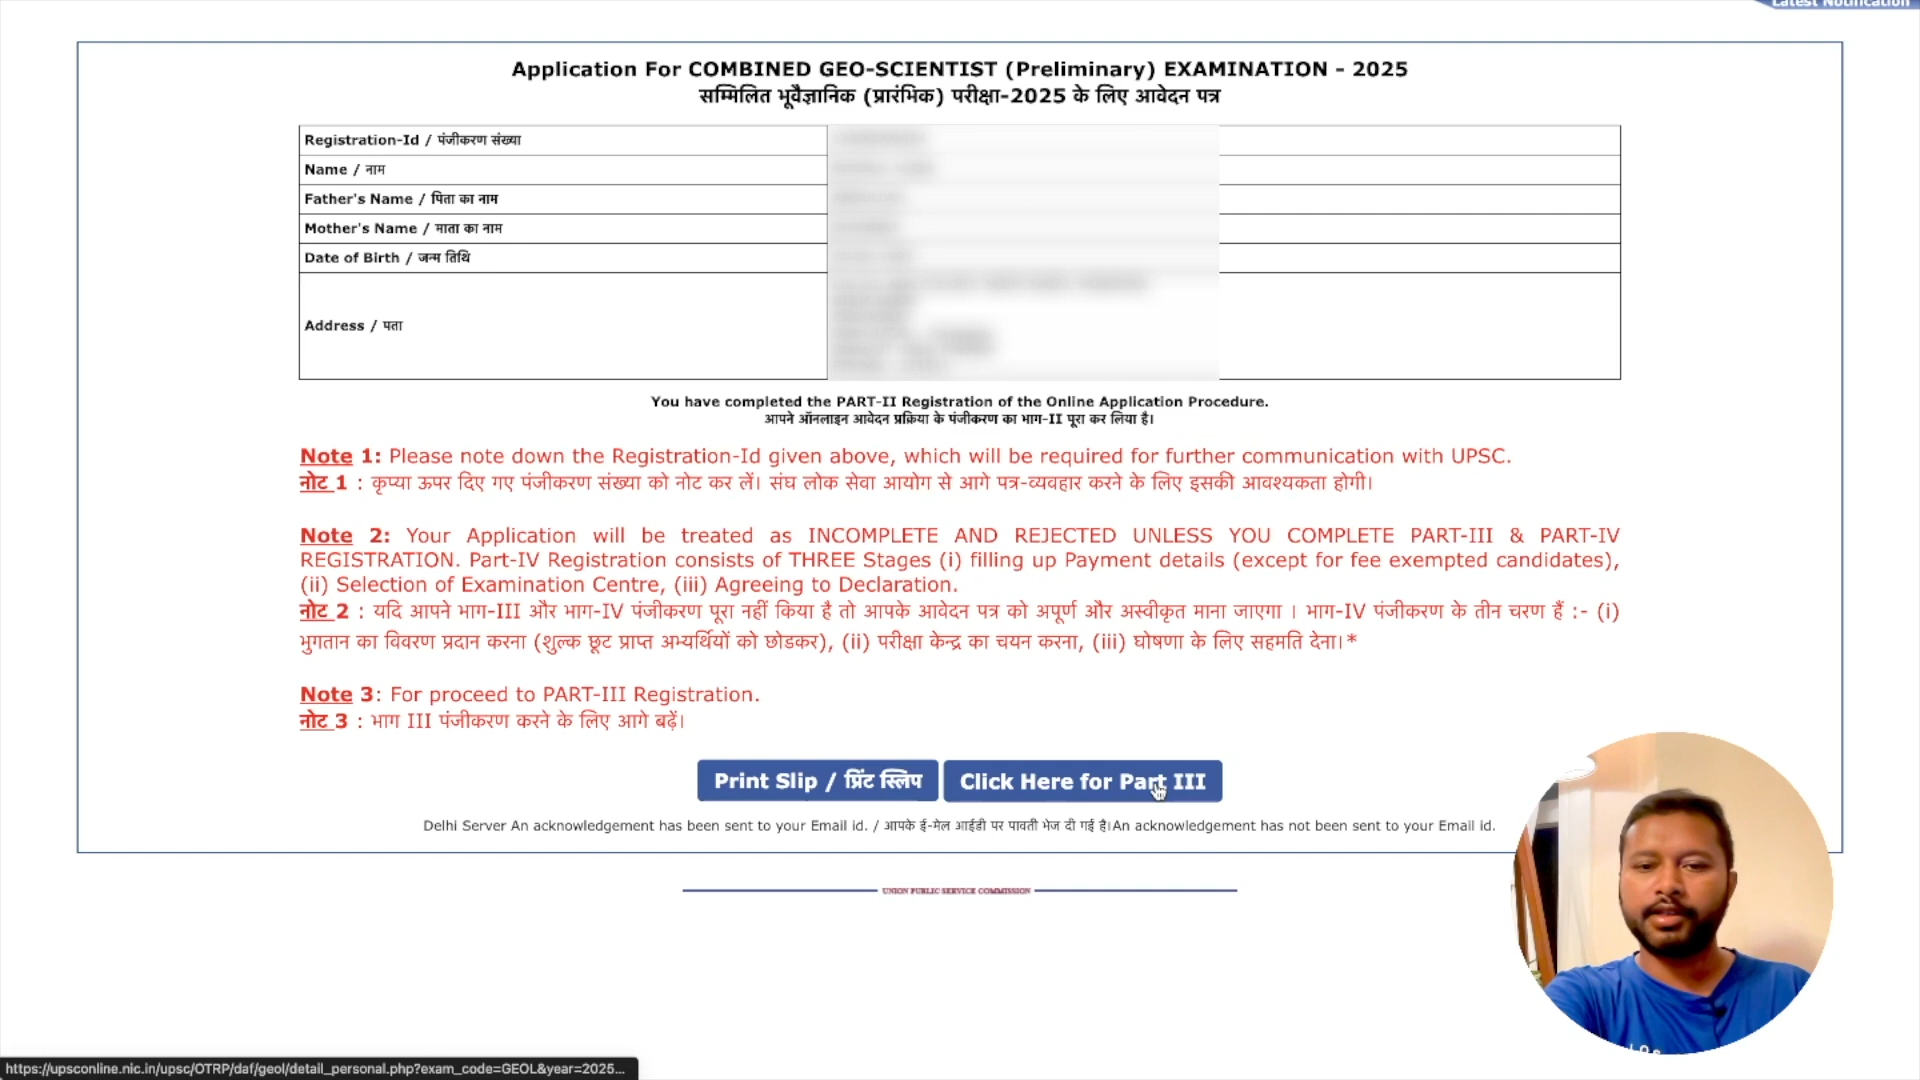 Latest Notification
Application For COMBINED GEO-SCIENTIST (Preliminary) EXAMINATION - 2025
सम्मिलित भूवैज्ञानिक (प्रारंभिक) परीक्षा-2025 के लिए आवेदन पत्र
Registration-Id / पंजीकरण संख्या
Name / नाम
Father's Name / पिता का नाम
Mother's Name / माता का नाम
Date of Birth / जन्म तिथि
Address / पता
You have completed the PART-II Registration of the Online Application Procedure.
आपने ऑनलाइन आवेदन प्रक्रिया के पंजीकरण का भाग-II पूरा कर लिया है।
Note 1: Please note down the Registration-Id given above, which will be required for further communication with UPSC.
नोट 1 : कृप्या ऊपर दिए गए पंजीकरण संख्या को नोट कर लें। संघ लोक सेवा आयोग से आगे पत्र-व्यवहार करने के लिए इसकी आवश्यकता होगी।
Note 2: Your Application will be treated as INCOMPLETE AND REJECTED UNLESS YOU COMPLETE PART-III & PART-IV
REGISTRATION. Part-IV Registration consists of THREE Stages (i) filling up Payment details (except for fee exempted candidates),
(ii) Selection of Examination Centre, (iii) Agreeing to Declaration.
नोट 2 : यदि आपने भाग-III और भाग-IV पंजीकरण पूरा नहीं किया है तो आपके आवेदन पत्र को अपूर्ण और अस्वीकृत माना जाएगा । भाग-IV पंजीकरण के तीन चरण हैं :- (i)
भुगतान का विवरण प्रदान करना (शुल्क छूट प्राप्त अभ्यर्थियों को छोडकर), (ii) परीक्षा केन्द्र का चयन करना, (iii) घोषणा के लिए सहमति देना।*
Note 3: For proceed to PART-III Registration.
नोट 3 : भाग III पंजीकरण करने के लिए आगे बढ़ें।
Print Slip / प्रिंट स्लिप Click Here for Part III
Delhi Server An acknowledgement has been sent to your Email id. / आपके ई-मेल आईडी पर पावती भेज दी गई है।An acknowledgement has not been sent to your Email id.
UNION PUBLIC SERVICE COMMISSION
https://upsconline.nic.in/upsc/OTRP/daf/geol/detail_personal.php?exam_code=GEOL&year=2025...